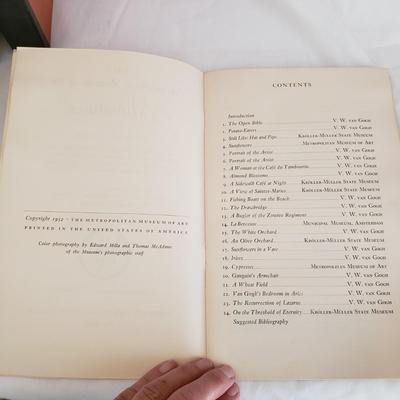 Copyright 1952 – THE METROPOLITAN MUSEUM OF ART
PRINTED IN THE UNITED STATES OF AMERICA
Color photography by Edward Milla and Thomas McAdams
of the Museum's photographic staff
CONTENTS
Introduction
1. The Open Bible V. W. VAN GOGH
2. Potato-Eaters V. W. VAN GOGH
3. Still Life: Hat and Pipe KRÖLLER-MÜLLER STATE MUSEUM
4. Sunflowers METROPOLITAN MUSEUM OF ART
5. Portrait of the Artist V. W. VAN GOGH
6. Portrait of the Artist V. W. VAN GOGH
7. A Woman at the Café du Tambourin V. W. VAN GOGH
8. Almond Blossoms V. W. VAN GOGH
9. A Sidewalk Café at Night KRÖLLER-MÜLLER STATE MUSEUM
10. A View of Saintes-Maries KRÖLLER-MÜLLER STATE MUSEUM
11. Fishing Boats on the Beach V. W. VAN GOGH
12. The Drawbridge V. W. VAN GOGH
13. A Bugler of the Zouave Regiment V. W. VAN GOGH
14. La Berceuse MUNICIPAL MUSEUM, AMSTERDAM
15. The White Orchard V. W. VAN GOGH
16. An Olive Orchard KRÖLLER-MÜLLER STATE MUSEUM
17. Sunflowers in a Vase V. W. VAN GOGH
18. Irises V. W. VAN GOGH
19. Cypresses METROPOLITAN MUSEUM OF ART
20. Gauguin's Armchair V. W. VAN GOGH
21. A Wheat Field V. W. VAN GOGH
22. Van Gogh's Bedroom in Arles V. W. VAN GOGH
23. The Resurrection of Lazarus V. W. VAN GOGH
24. On the Threshold of Eternity KRÖLLER-MÜLLER STATE MUSEUM
Suggested Bibliography